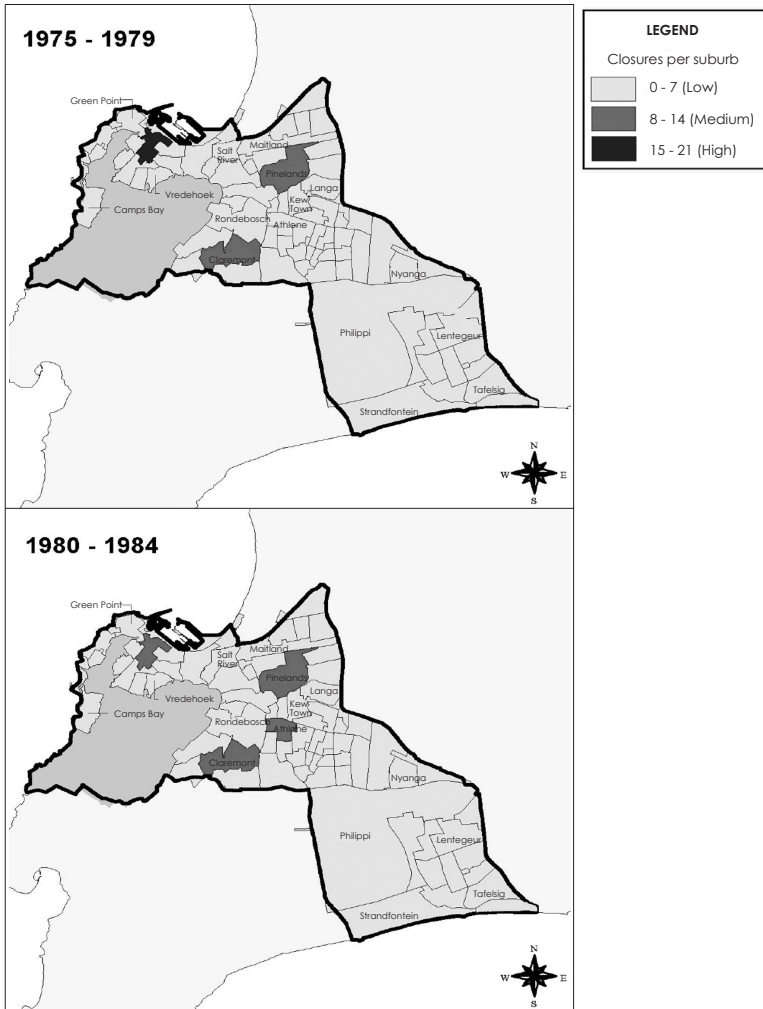 1975 - 1979
Green Point
Salt
River
Maitland
Pinelands
Langa
Vredehoek
Kew
Town
Camps Bay
Rondebosch
Athlone
Claremont
Nyanga
Philippi
Lentegeur
Tafelsig
Strandfontein
N
W
E
S
LEGEND
Closures per suburb
0 - 7 (Low)
8 - 14 (Medium)
15 - 21 (High)
1980 - 1984
Green Point
Salt
River
Maitland
Pinelands
Langa
Vredehoek
Kew
Town
Camps Bay
Rondebosch
Athlone
Claremont
Nyanga
Philippi
Lentegeur
Tafelsig
Strandfontein
N
W
E
S